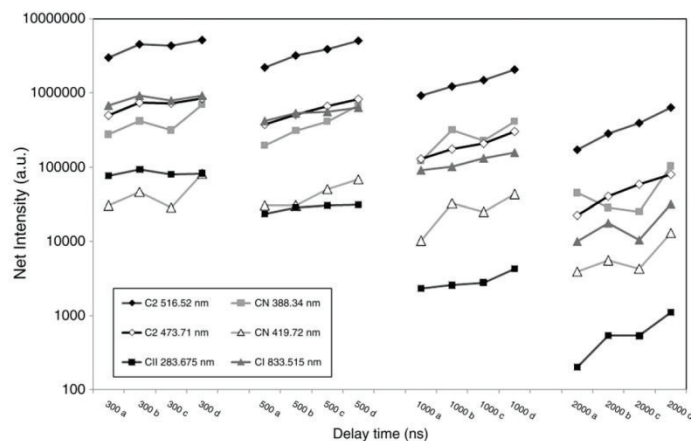 10000000
1000000
100000
10000
1000
100
Net Intensity (a.u.)
C2 516.52 nm
CN 388.34 nm
C2 473.71 nm
CN 419.72 nm
CII 283.675 nm
CI 833.515 nm
300 a
300 b
300 c
300 d
500 a
500 b
500 c
500 d
1000 a
1000 b
1000 c
1000 d
2000 a
2000 b
2000 c
2000 d
Delay time (ns)